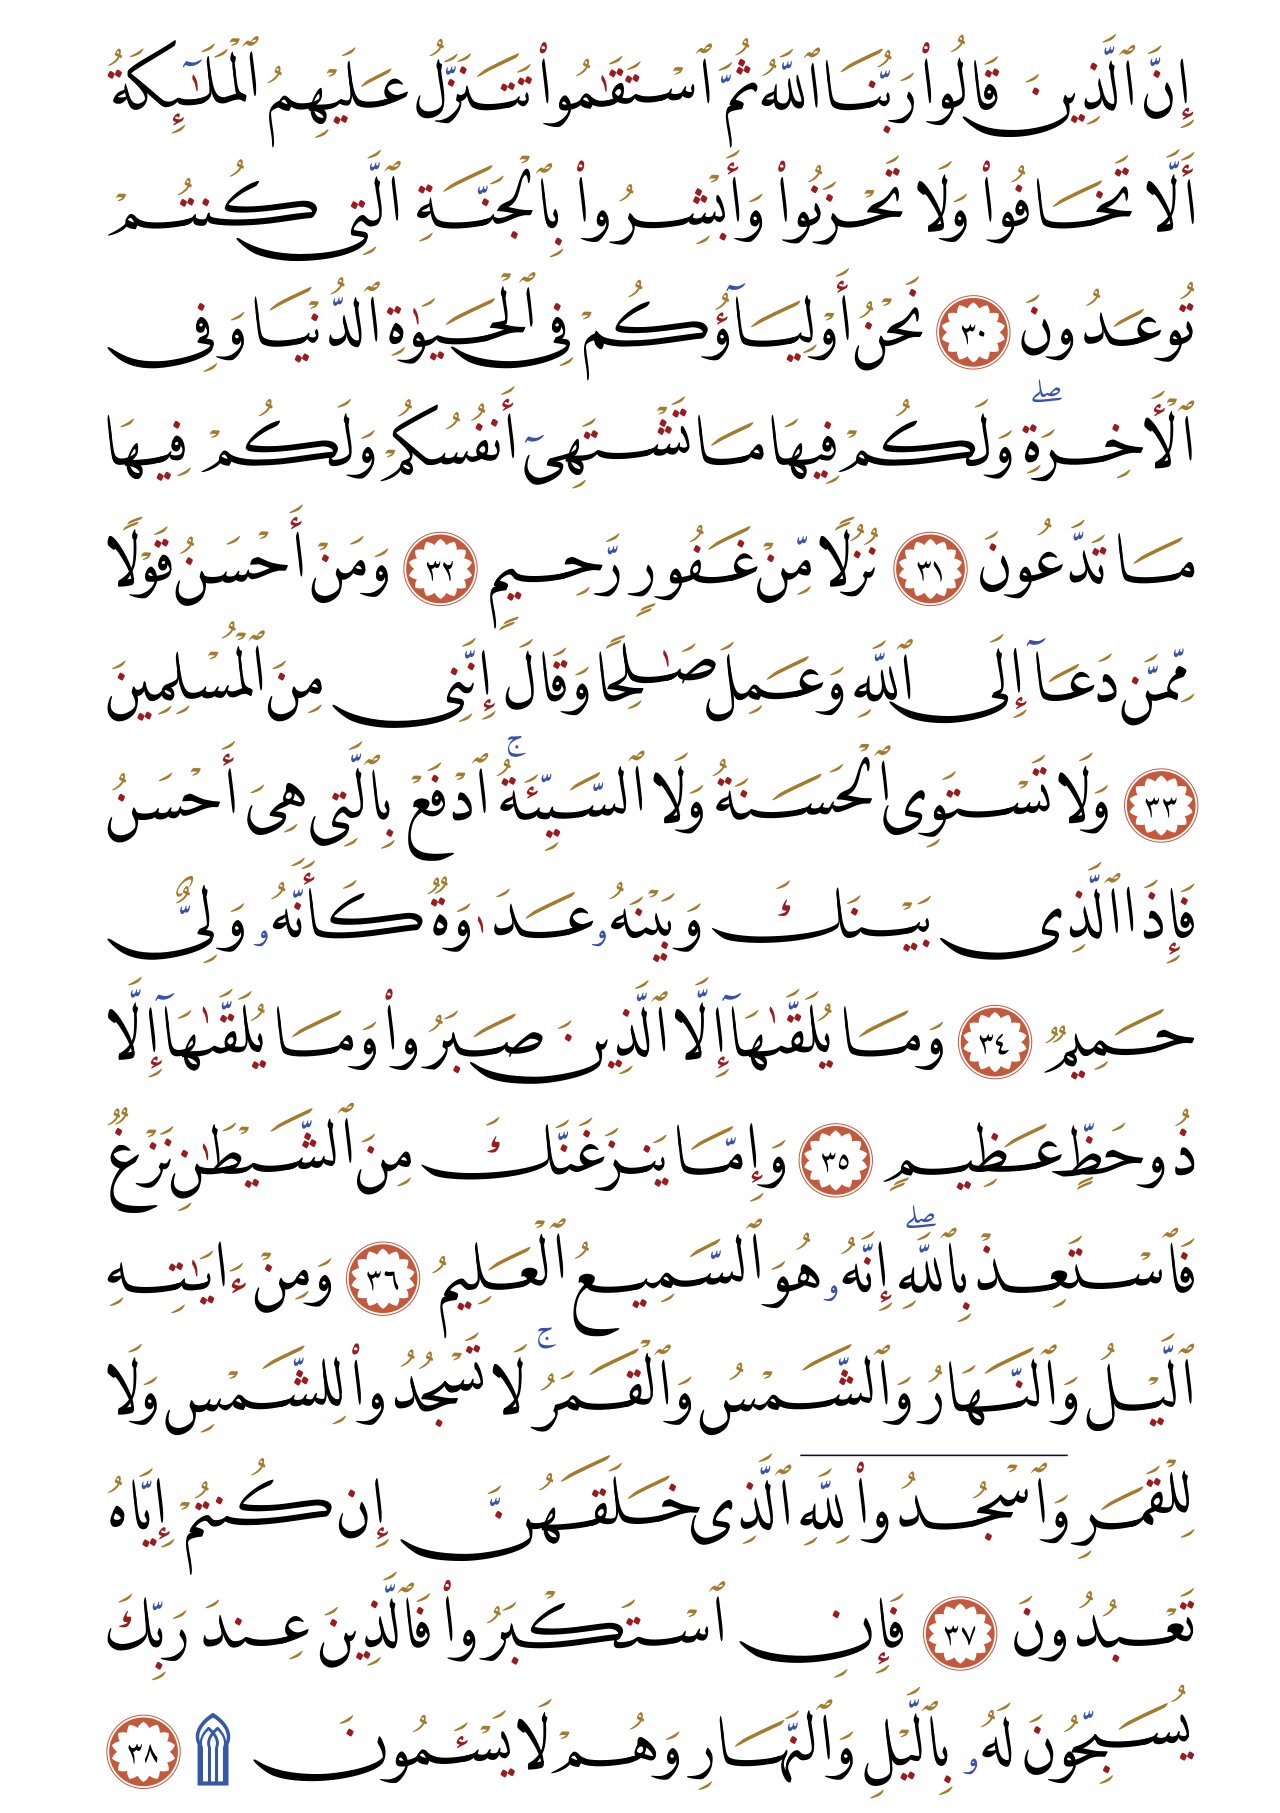 إِنَّ ٱلَّذِينَ قَالُوا۟ رَبُّنَا ٱللَّهُ ثُمَّ ٱسْتَقَـٰمُوا۟ تَتَنَزَّلُ عَلَيْهِمُ ٱلْمَلَـٰٓئِكَةُ
أَلَّا تَخَافُوا۟ وَلَا تَحْزَنُوا۟ وَأَبْشِرُوا۟ بِٱلْجَنَّةِ ٱلَّتِى كُنتُمْ
تُوعَدُونَ ٣٠ نَحْنُ أَوْلِيَآؤُكُمْ فِى ٱلْحَيَوٰةِ ٱلدُّنْيَا وَفِى
ٱلْأَخِرَةِ ۖ وَلَكُمْ فِيهَا مَا تَشْتَهِىٓ أَنفُسُكُمْ وَلَكُمْ فِيهَا
مَا تَدَّعُونَ ٣١ نُزُلًا مِّنْ غَفُورٍ رَّحِيمٍ ٣٢ وَمَنْ أَحْسَنُ قَوْلًا
مِّمَّن دَعَآ إِلَى ٱللَّهِ وَعَمِلَ صَـٰلِحًا وَقَالَ إِنَّنِى مِنَ ٱلْمُسْلِمِينَ
٣٣ وَلَا تَسْتَوِى ٱلْحَسَنَةُ وَلَا ٱلسَّيِّئَةُ ۚ ٱدْفَعْ بِٱلَّتِى هِىَ أَحْسَنُ
فَإِذَا ٱلَّذِى بَيْنَكَ وَبَيْنَهُۥ عَدَٰوَةٌ كَأَنَّهُۥ وَلِىٌّ
حَمِيمٌ ٣٤ وَمَا يُلَقَّىٰهَآ إِلَّا ٱلَّذِينَ صَبَرُوا۟ وَمَا يُلَقَّىٰهَآ إِلَّا
ذُو حَظٍّ عَظِيمٍ ٣٥ وَإِمَّا يَنزَغَنَّكَ مِنَ ٱلشَّيْطَـٰنِ نَزْغٌ
فَٱسْتَعِذْ بِٱللَّهِ ۖ إِنَّهُۥ هُوَ ٱلسَّمِيعُ ٱلْعَلِيمُ ٣٦ وَمِنْ ءَايَـٰتِهِ
ٱلَّيْلُ وَٱلنَّهَارُ وَٱلشَّمْسُ وَٱلْقَمَرُ ۚ لَا تَسْجُدُوا۟ لِلشَّمْسِ وَلَا
لِلْقَمَرِ وَٱسْجُدُوا۟ لِلَّهِ ٱلَّذِى خَلَقَهُنَّ إِن كُنتُمْ إِيَّاهُ
تَعْبُدُونَ ٣٧ فَإِنِ ٱسْتَكْبَرُوا۟ فَٱلَّذِينَ عِندَ رَبِّكَ
يُسَبِّحُونَ لَهُۥ بِٱلَّيْلِ وَٱلنَّهَارِ وَهُمْ لَا يَسْـَٔمُونَ ۩ ٣٨